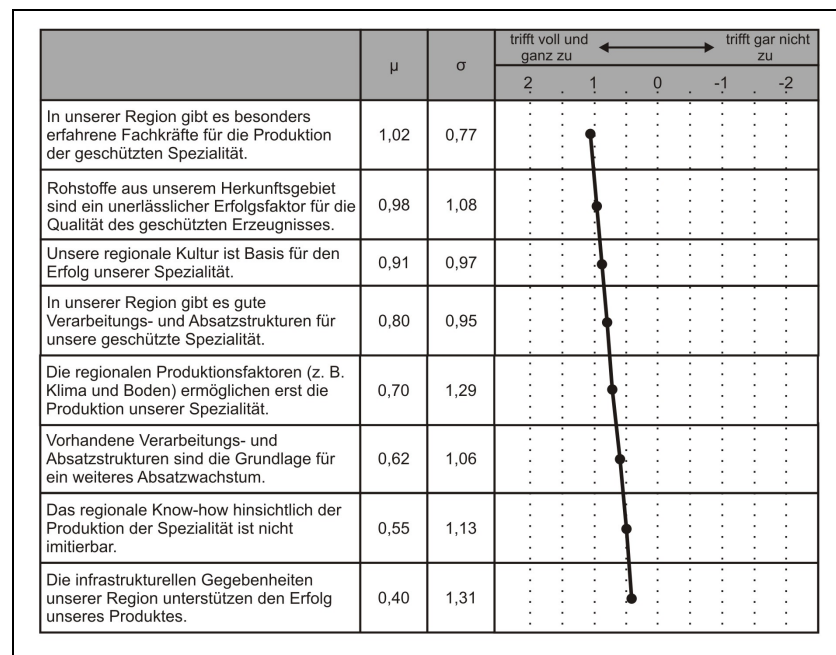 μ
σ
trifft voll und
ganz zu
trifft gar nicht
zu
2 1 0 -1 -2
In unserer Region gibt es besonders
erfahrene Fachkräfte für die Produktion
der geschützten Spezialität.
1,02 0,77
Rohstoffe aus unserem Herkunftsgebiet
sind ein unerlässlicher Erfolgsfaktor für die
Qualität des geschützten Erzeugnisses.
0,98 1,08
Unsere regionale Kultur ist Basis für den
Erfolg unserer Spezialität.
0,91 0,97
In unserer Region gibt es gute
Verarbeitungs- und Absatzstrukturen für
unsere geschützte Spezialität.
0,80 0,95
Die regionalen Produktionsfaktoren (z. B.
Klima und Boden) ermöglichen erst die
Produktion unserer Spezialität.
0,70 1,29
Vorhandene Verarbeitungs- und
Absatzstrukturen sind die Grundlage für
ein weiteres Absatzwachstum.
0,62 1,06
Das regionale Know-how hinsichtlich der
Produktion der Spezialität ist nicht
imitierbar.
0,55 1,13
Die infrastrukturellen Gegebenheiten
unserer Region unterstützen den Erfolg
unseres Produktes.
0,40 1,31